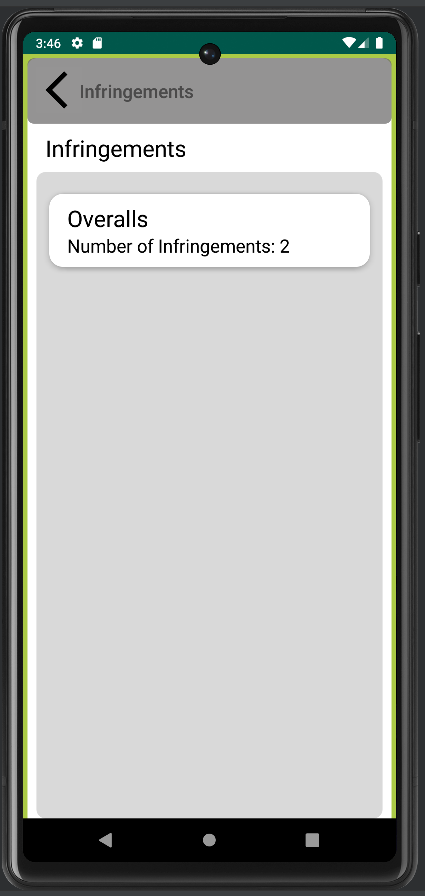 3:46
Infringements
Infringements
Overalls
Number of Infringements: 2